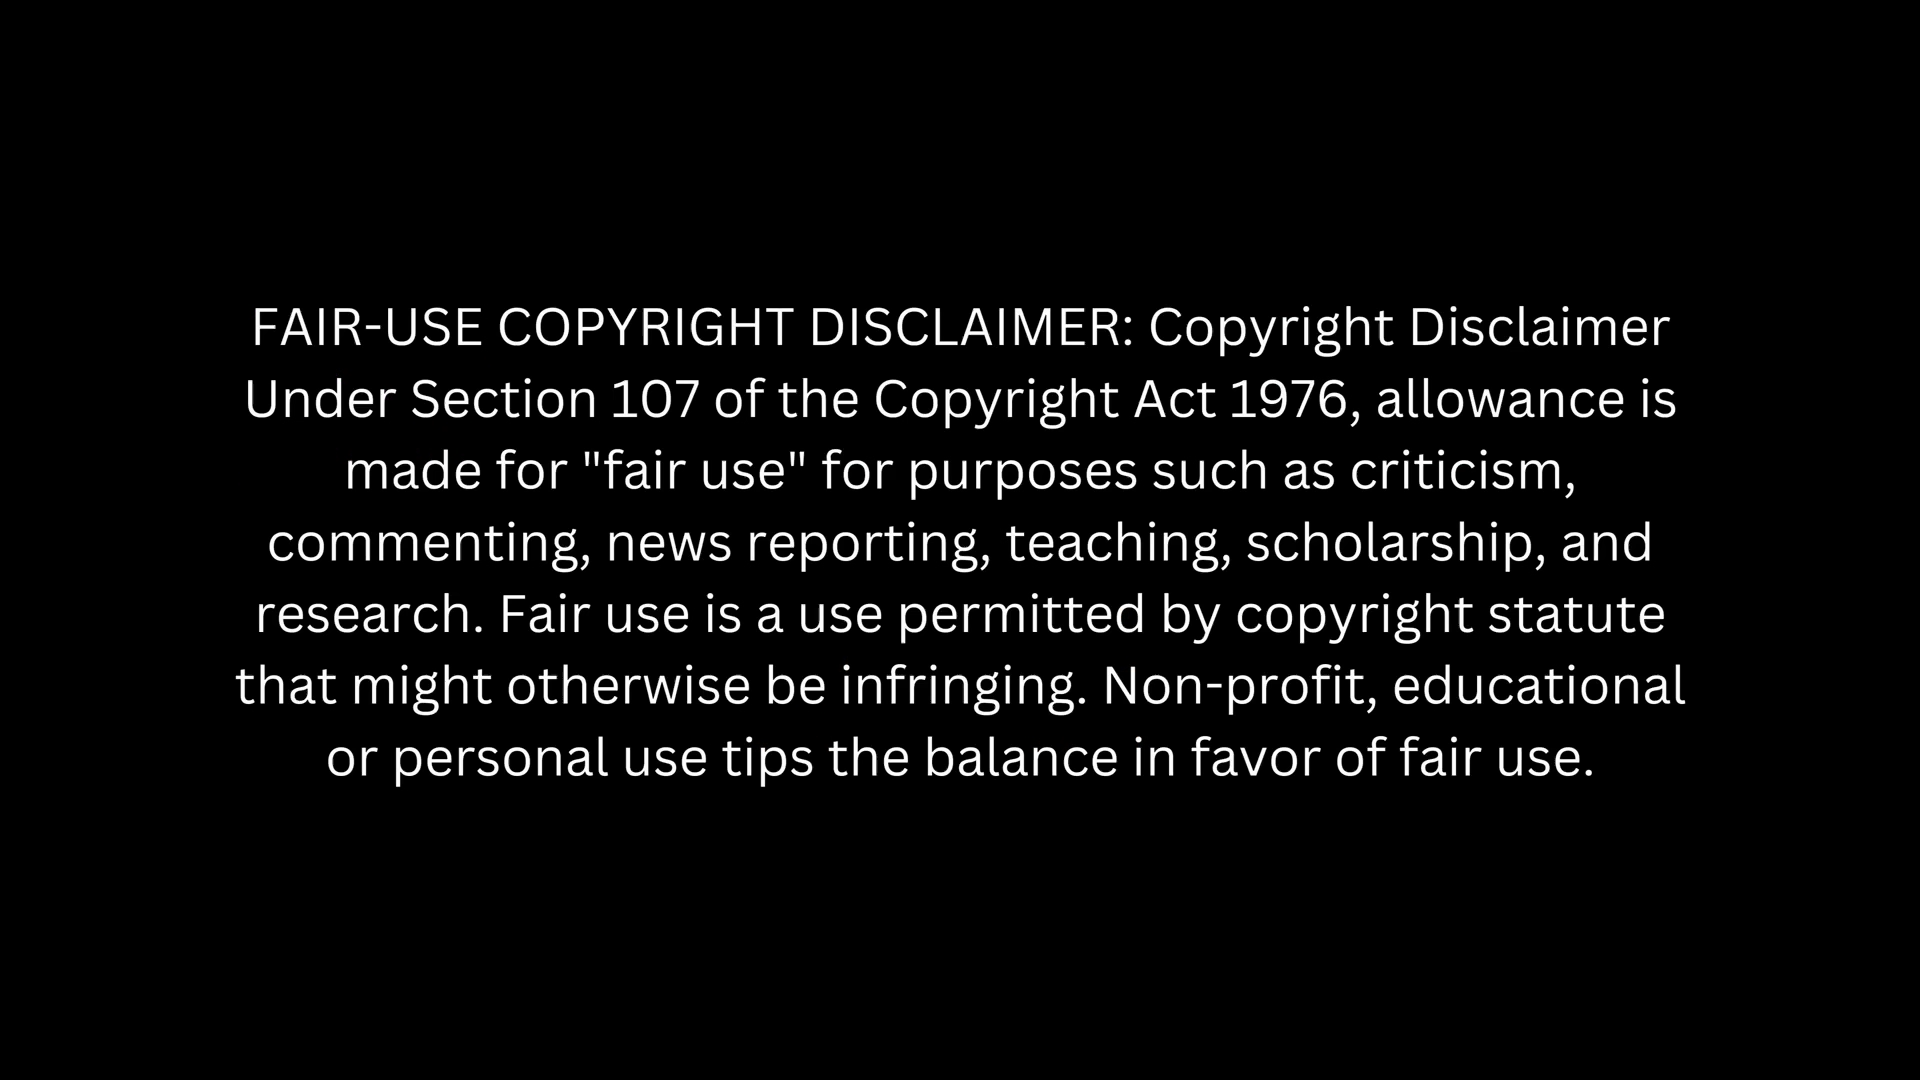 FAIR-USE COPYRIGHT DISCLAIMER: Copyright Disclaimer
Under Section 107 of the Copyright Act 1976, allowance is
made for "fair use" for purposes such as criticism,
commenting, news reporting, teaching, scholarship, and
research. Fair use is a use permitted by copyright statute
that might otherwise be infringing. Non-profit, educational
or personal use tips the balance in favor of fair use.